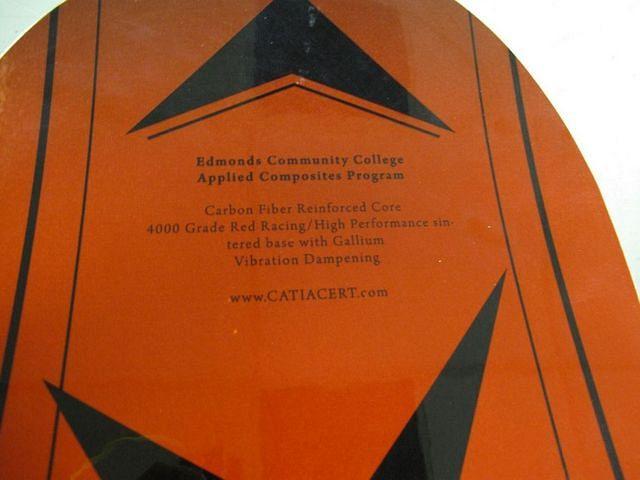 Edmonds Community College
Applied Composites Program
Carbon Fiber Reinforced Core
4000 Grade Red Racing/High Performance sin-
tered base with Gallium
Vibration Dampening
www.CATIACERT.com